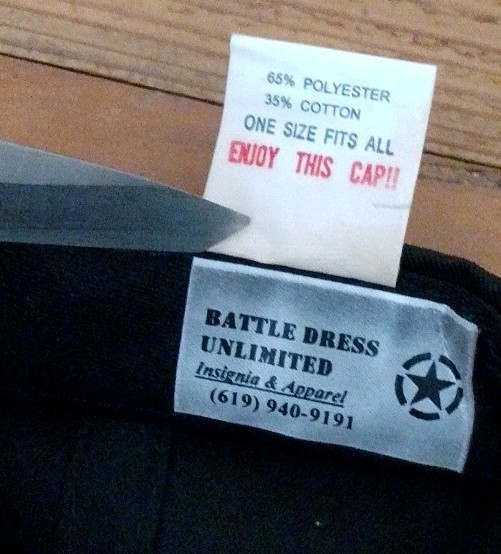 65% POLYESTER
35% COTTON
ONE SIZE FITS ALL
ENJOY THIS CAP!!
BATTLE DRESS
UNLIMITED
Insignia & Apparel
(619) 940-9191